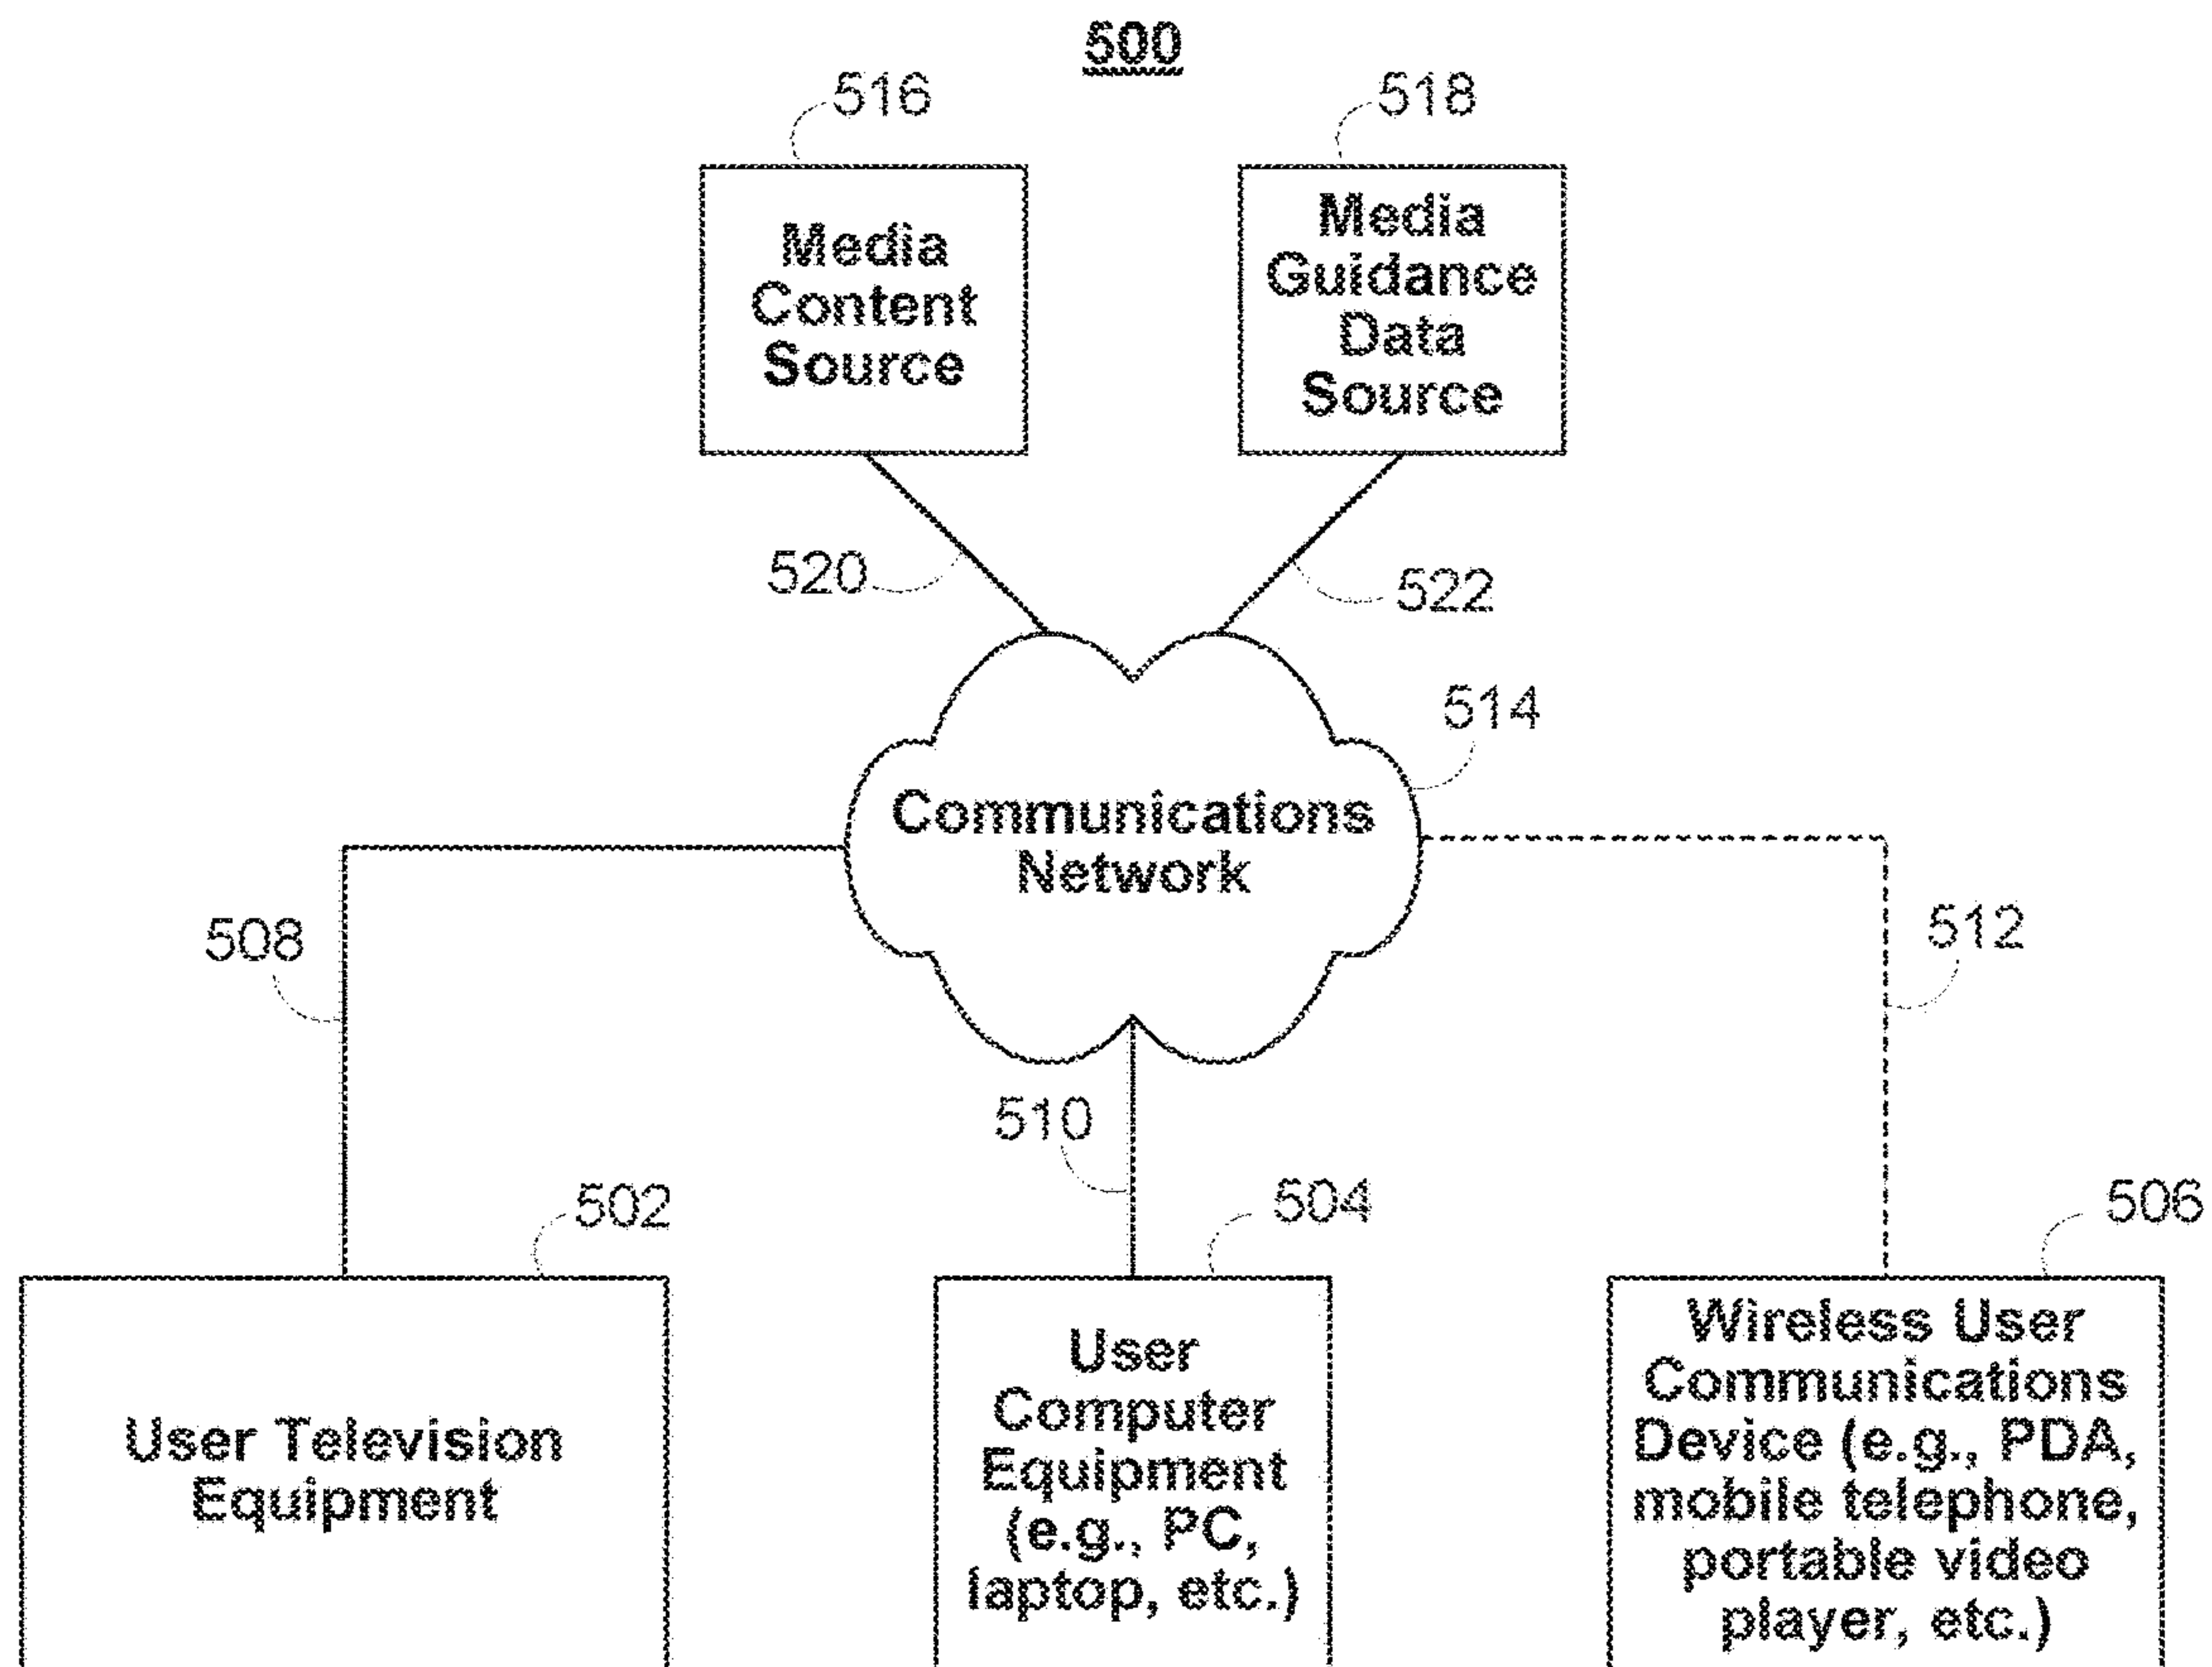 500
516
518
Media
Content
Source
Media
Guidance
Data
Source
520
522
514
Communications
Network
508
512
510
502
504
506
User Television
Equipment
User
Computer
Equipment
(e.g., PC,
laptop, etc.)
Wireless User
Communications
Device (e.g., PDA,
mobile telephone,
portable video
player, etc.)